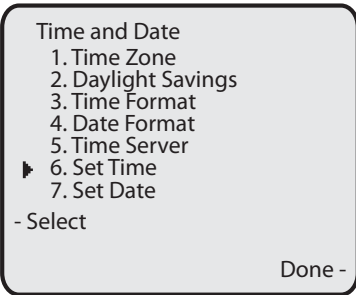 Time and Date
1. Time Zone
2. Daylight Savings
3. Time Format
4. Date Format
5. Time Server
6. Set Time
7. Set Date
- Select
Done -